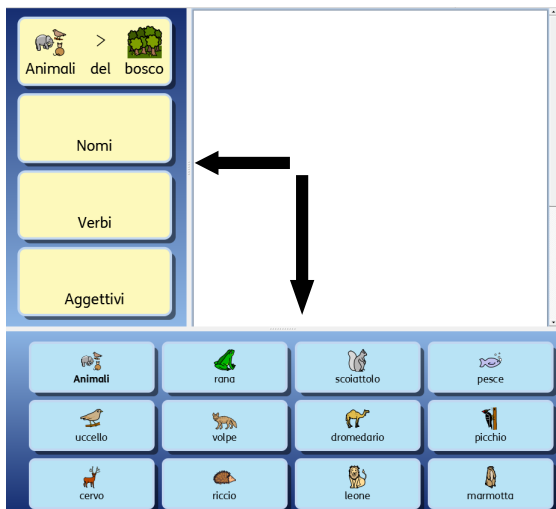 >
Animali del bosco
Nomi
Verbi
Aggettivi
Animali rana scoiattolo pesce
uccello volpe dromedario picchio
cervo riccio leone marmotta